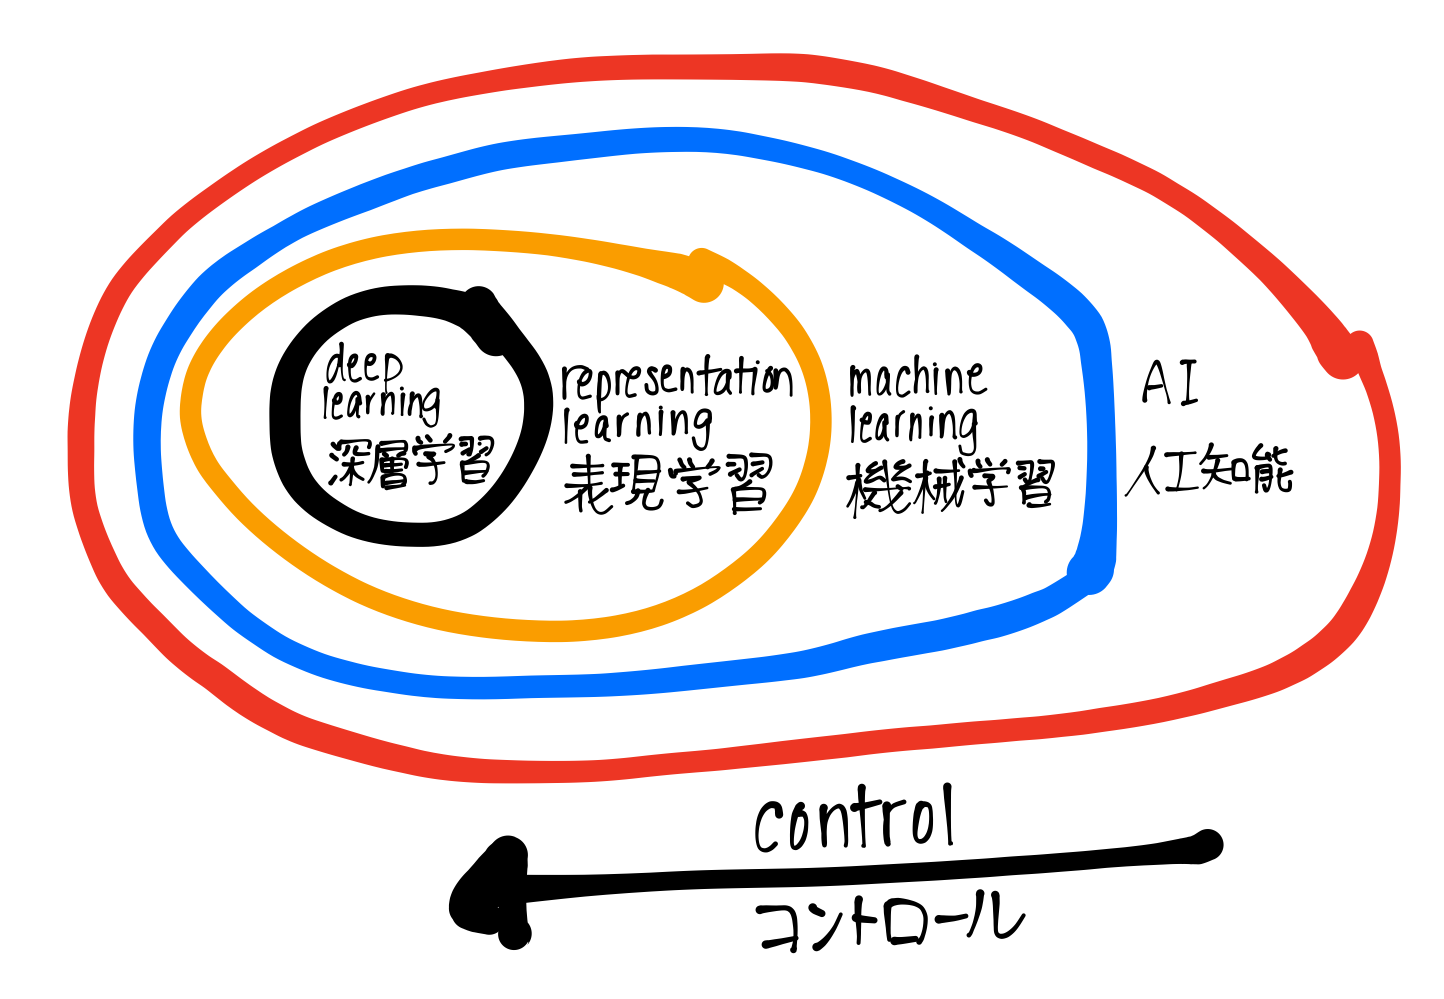 deep
learning
深層学習
representation
learning
表現学習
machine
learning
機械学習
AI
人工知能
control
コントロール